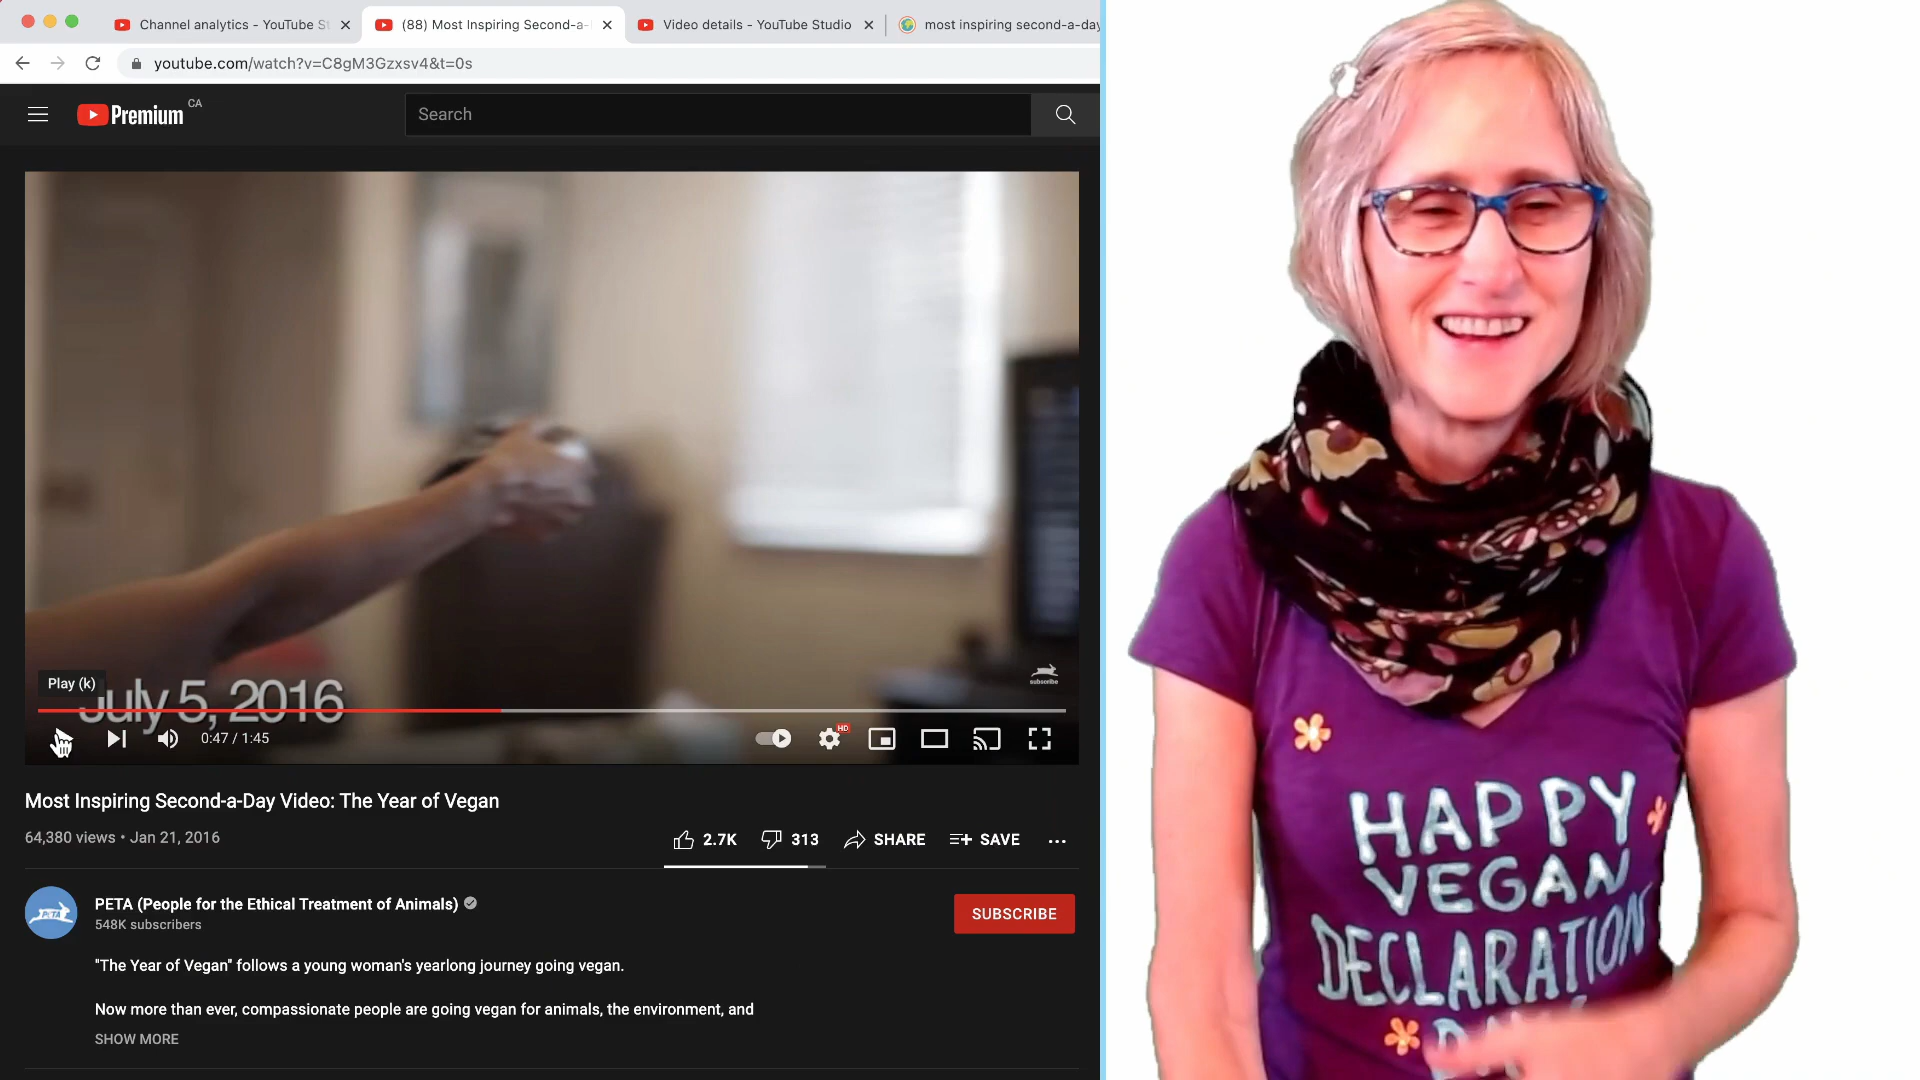 Channel analytics - YouTube St
(88) Most Inspiring Second-a-
Video details - YouTube Studio
most inspiring second-a-day
youtube.com/watch?v=C8gM3Gzxsv4&t=0s
Premium CA
Search
subscribe
Play (k)
July 5, 2016
0:47 / 1:45
HD
Most Inspiring Second-a-Day Video: The Year of Vegan
64,380 views • Jan 21, 2016
2.7K 313 SHARE SAVE
PETA
PETA (People for the Ethical Treatment of Animals)
548K subscribers
SUBSCRIBE
"The Year of Vegan" follows a young woman's yearlong journey going vegan.
Now more than ever, compassionate people are going vegan for animals, the environment, and
SHOW MORE
HAPPY
VEGAN
DECLARATION